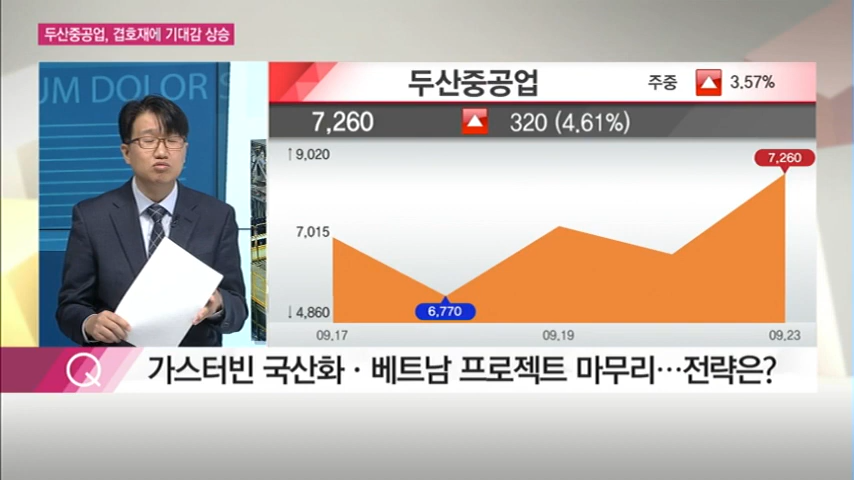 두산중공업, 겹호재에 기대감 상승
UM DOLOR S
두산중공업
주중 ▲ 3.57%
7,260 ▲ 320 (4.61%)
↑9,020
7,260
7,015
6,770
↓4,860
09.17 09.19 09.23
Q 가스터빈 국산화 · 베트남 프로젝트 마무리…전략은?